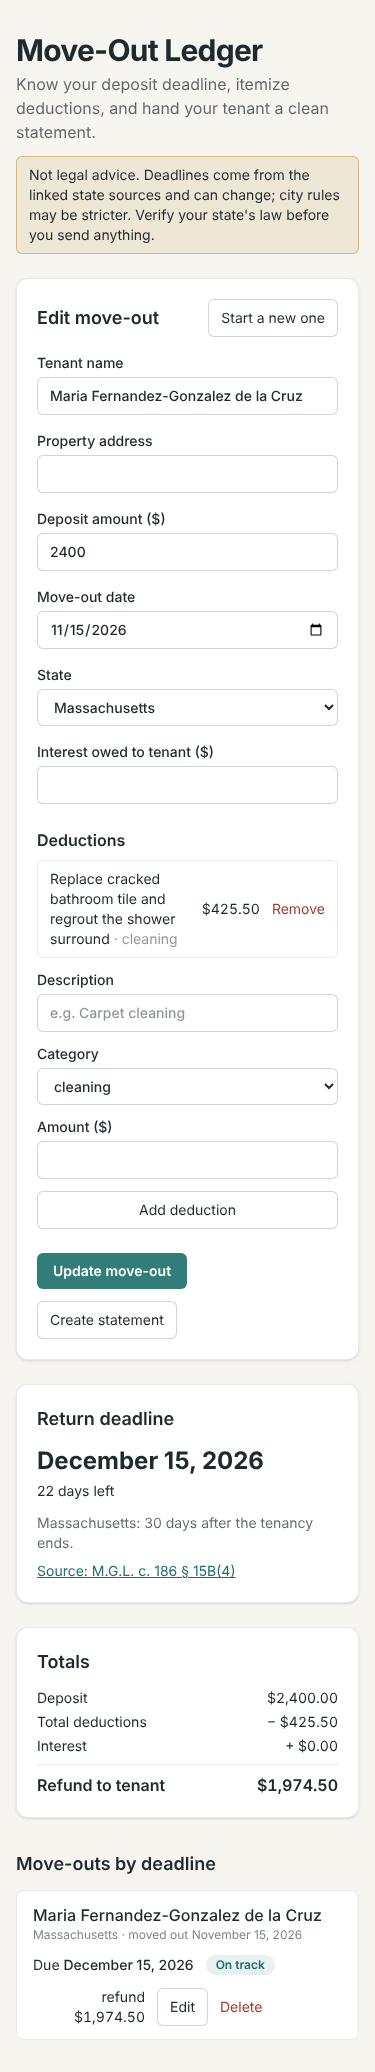 Move-Out Ledger
Know your deposit deadline, itemize
deductions, and hand your tenant a clean
statement.
Not legal advice. Deadlines come from the
linked state sources and can change; city rules
may be stricter. Verify your state's law before
you send anything.
Edit move-out
Start a new one
Tenant name
Maria Fernandez-Gonzalez de la Cruz
Property address
Deposit amount ($)
2400
Move-out date
11/15/2026
State
Massachusetts
Interest owed to tenant ($)
Deductions
Replace cracked
bathroom tile and
regrout the shower
surround · cleaning
$425.50 Remove
Description
e.g. Carpet cleaning
Category
cleaning
Amount ($)
Add deduction
Update move-out
Create statement
Return deadline
December 15, 2026
22 days left
Massachusetts: 30 days after the tenancy
ends.
Source: M.G.L. c. 186 § 15B(4)
Totals
Deposit $2,400.00
Total deductions − $425.50
Interest + $0.00
Refund to tenant $1,974.50
Move-outs by deadline
Maria Fernandez-Gonzalez de la Cruz
Massachusetts · moved out November 15, 2026
Due December 15, 2026 On track
refund
$1,974.50
Edit Delete